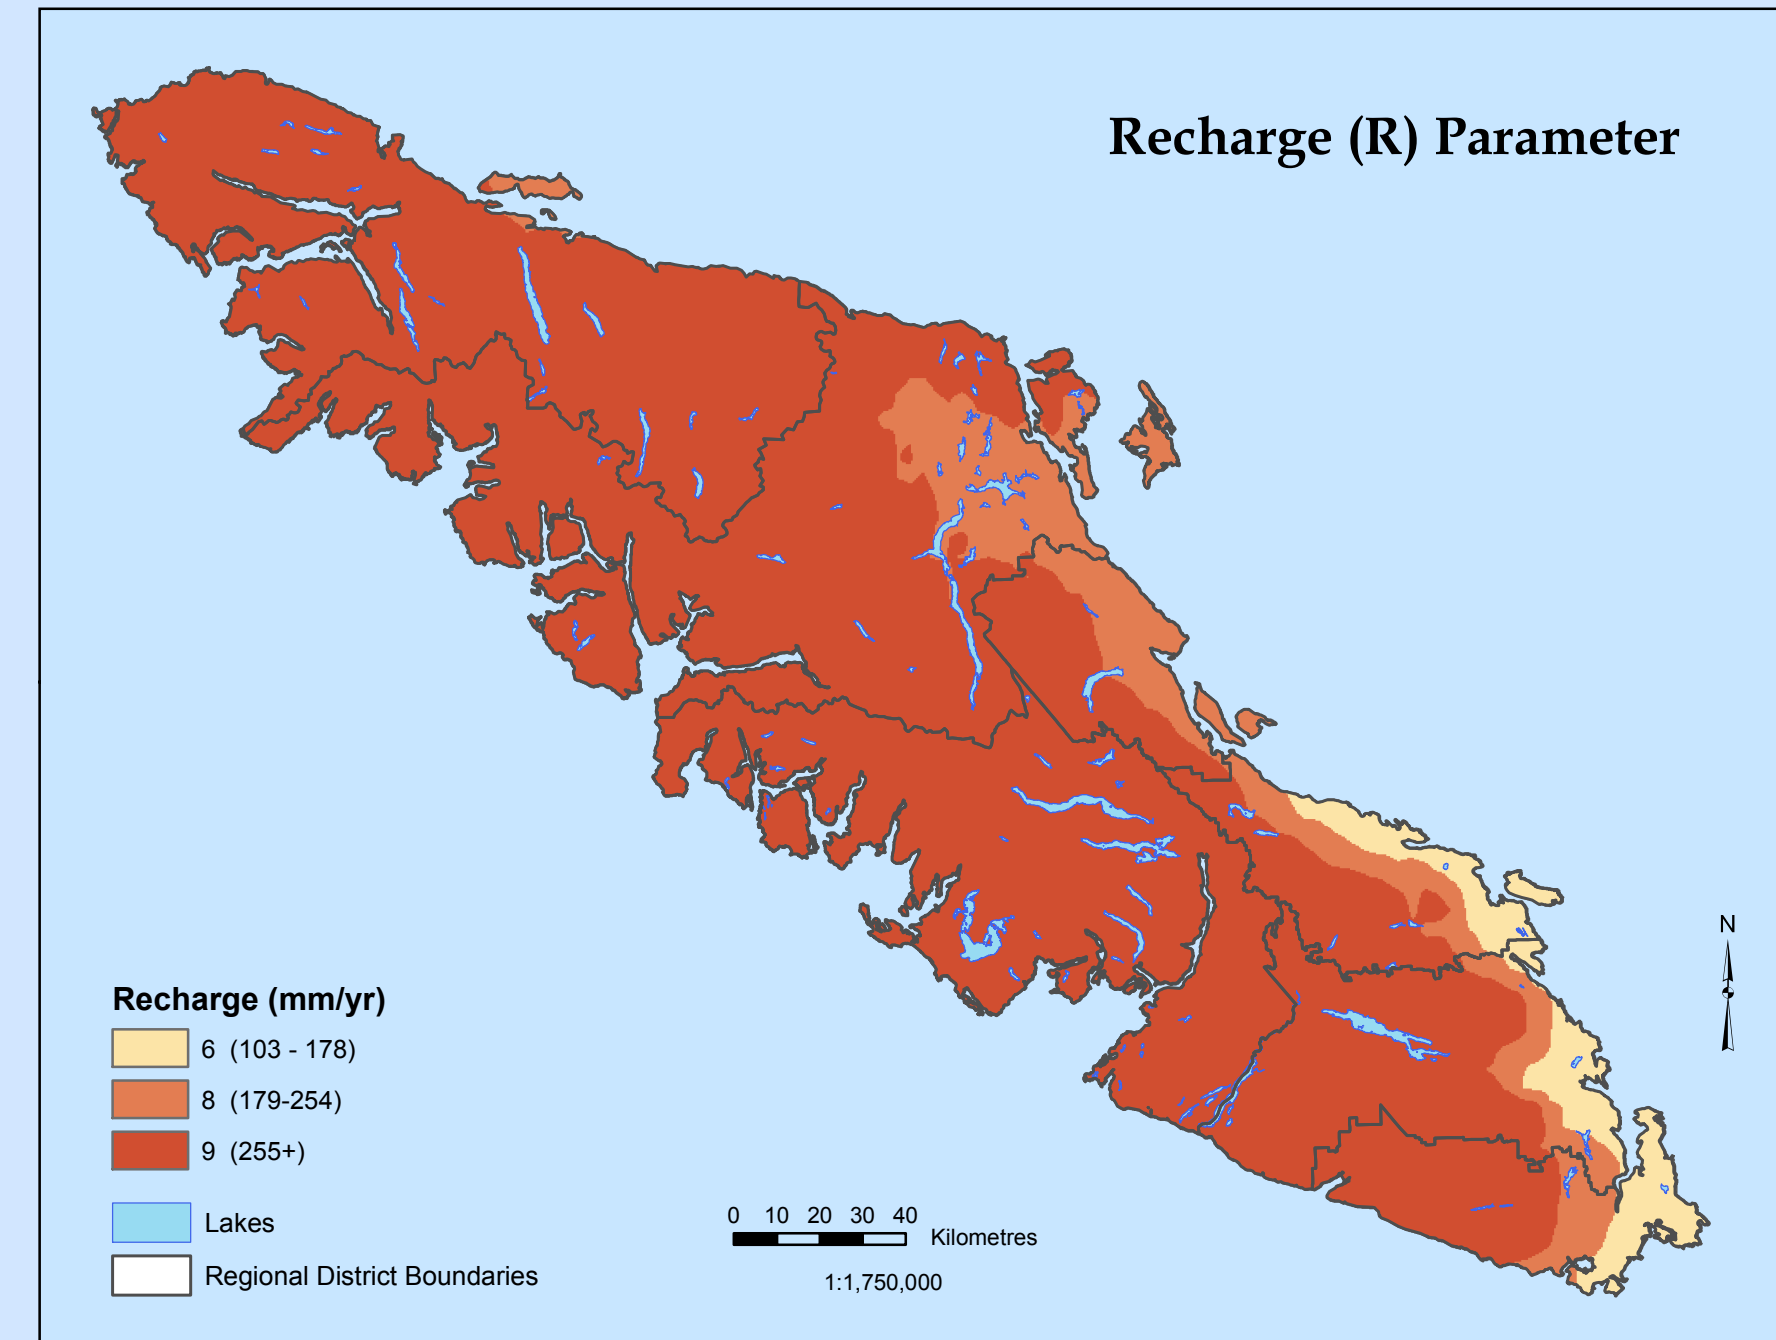 Recharge (R) Parameter
N
Recharge (mm/yr)
6 (103 - 178)
8 (179-254)
9 (255+)
Lakes
Regional District Boundaries
0 10 20 30 40
Kilometres
1:1,750,000